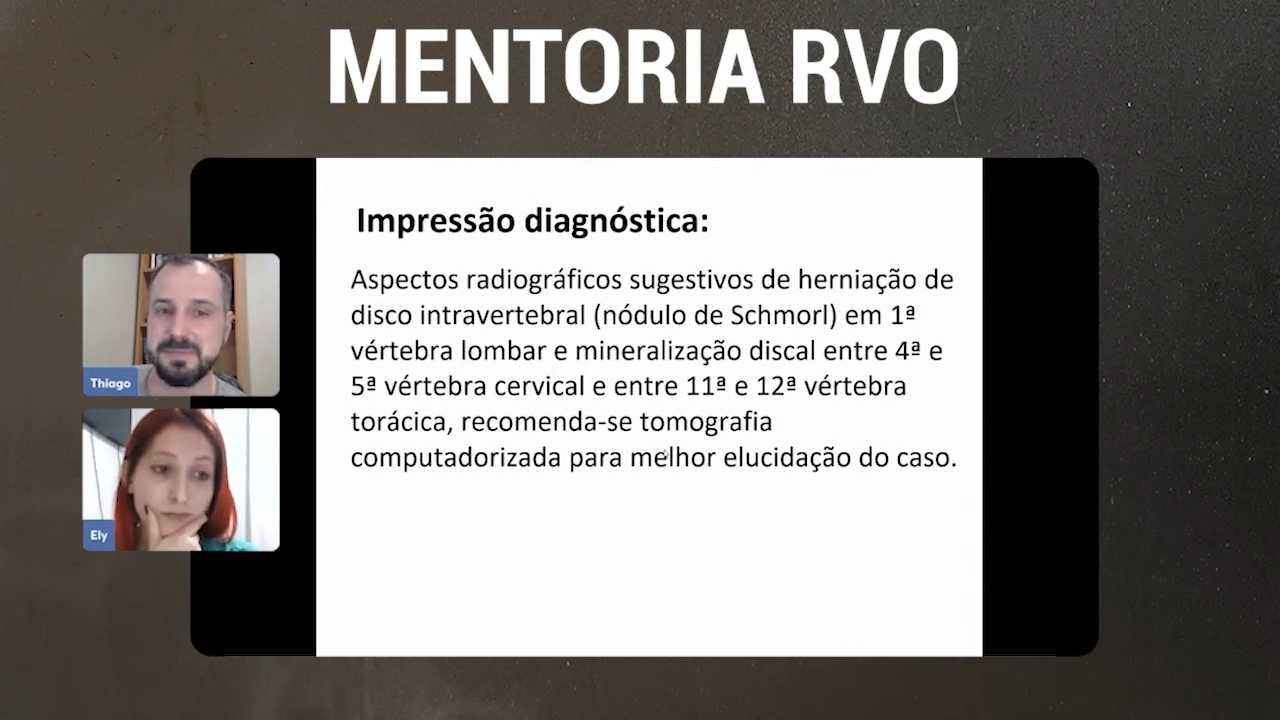 MENTORIA RVO
Impressão diagnóstica:
Aspectos radiográficos sugestivos de herniação de
disco intravertebral (nódulo de Schmorl) em 1ª
vértebra lombar e mineralização discal entre 4ª e
5ª vértebra cervical e entre 11ª e 12ª vértebra
torácica, recomenda-se tomografia
computadorizada para melhor elucidação do caso.
Thiago
Ely